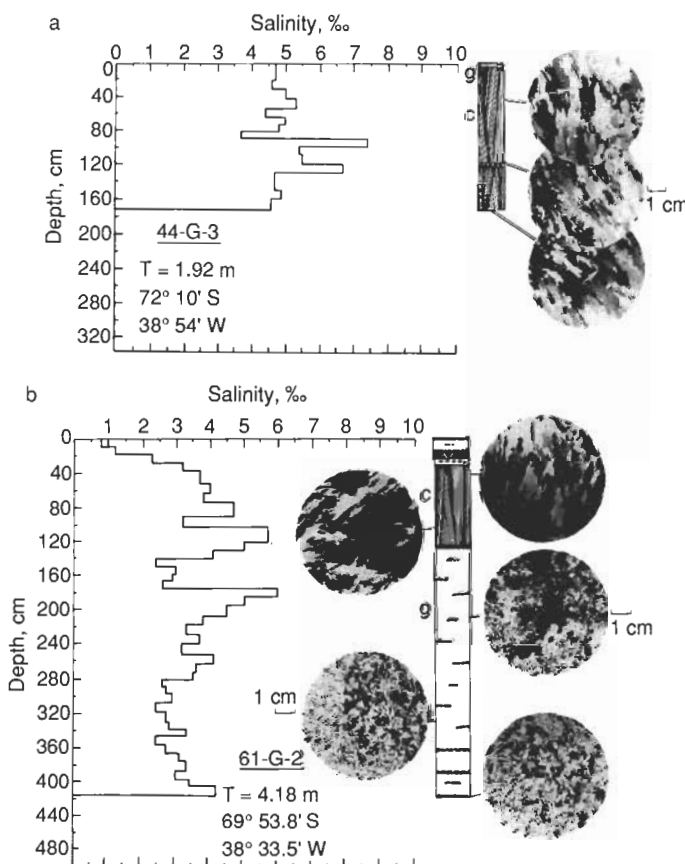 a
Salinity, ‰
0 1 2 3 4 5 6 7 8 9 10
Depth, cm
0
40
80
120
160
200
240
280
320
44-G-3
T = 1.92 m
72° 10' S
38° 54' W
g
c
1 cm
b
Salinity, ‰
0 1 2 3 4 5 6 7 8 9 10
Depth, cm
0
40
80
120
160
200
240
280
320
360
400
440
480
61-G-2
T = 4.18 m
69° 53.8' S
38° 33.5' W
c
g
1 cm
1 cm